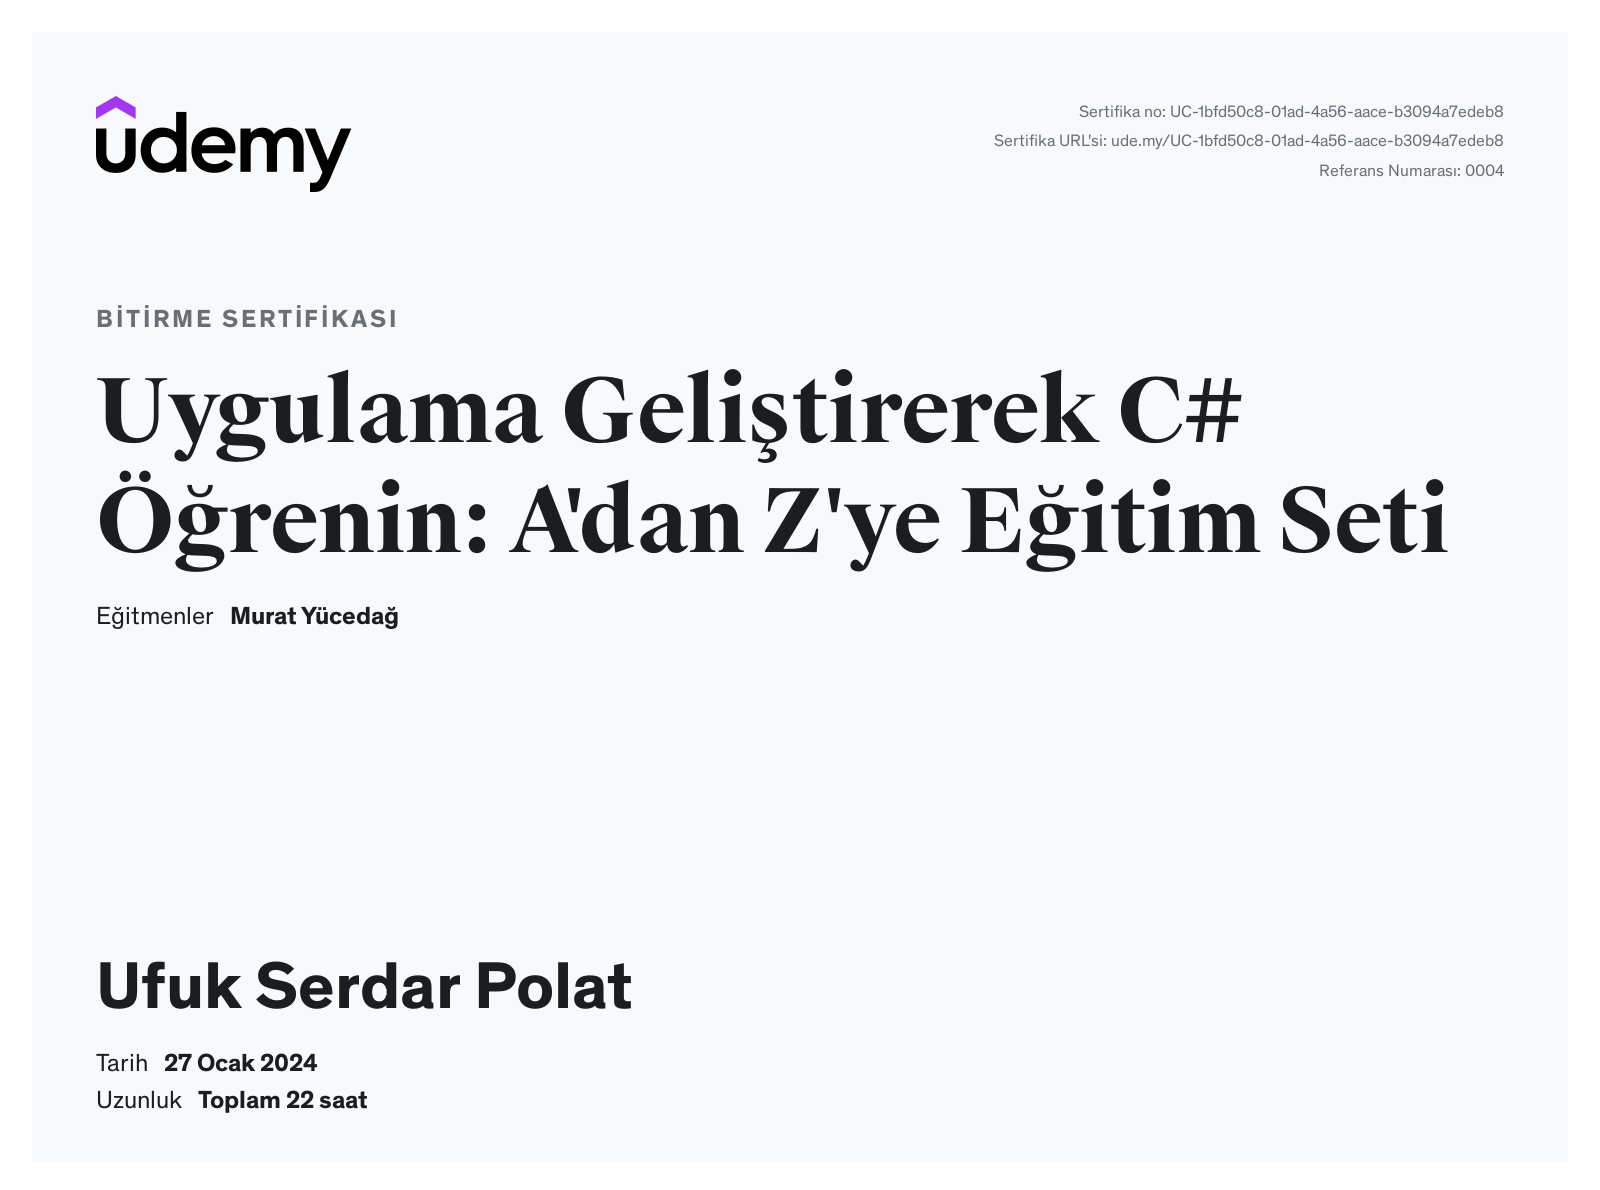 udemy
Sertifika no: UC-1bfd50c8-01ad-4a56-aace-b3094a7edeb8
Sertifika URL'si: ude.my/UC-1bfd50c8-01ad-4a56-aace-b3094a7edeb8
Referans Numarası: 0004
BİTİRME SERTİFİKASI
Uygulama Geliştirerek C#
Öğrenin: A'dan Z'ye Eğitim Seti
Eğitmenler Murat Yücedağ
Ufuk Serdar Polat
Tarih 27 Ocak 2024
Uzunluk Toplam 22 saat